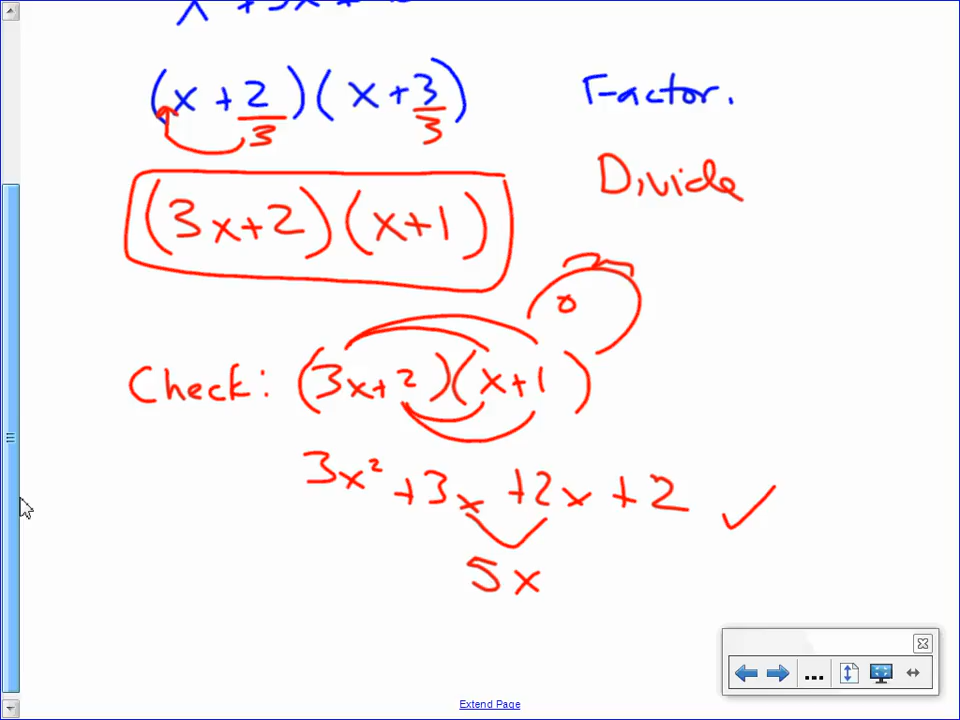 (x + 2/3)(x + 3/3) Factor.
Divide
(3x+2)(x+1)
Check: (3x+2)(x+1)
3x² +3x +2x +2 ✓
5x
...
Extend Page